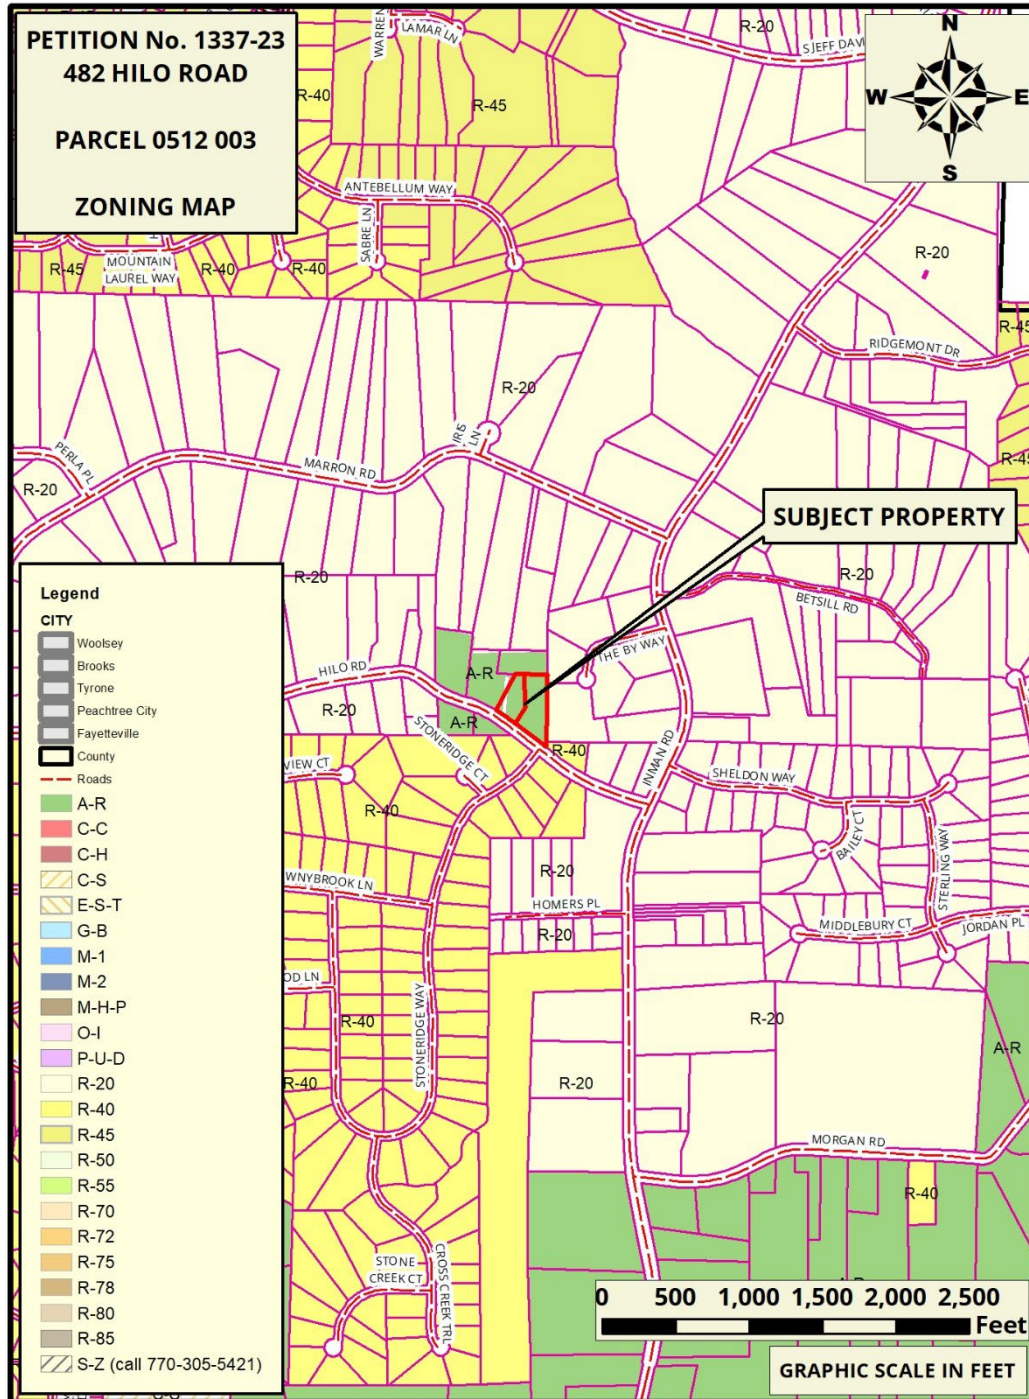 PETITION No. 1337-23
482 HILO ROAD
PARCEL 0512 003
ZONING MAP
N
W
E
S
WARREN
LAMAR LN
R-20
S JEFF DAVI
R-40
R-45
ANTEBELLUM WAY
SABRE LN
H
MOUNTAIN
LAUREL WAY
R-45
R-40
R-40
R-20
R-45
RIDGEMONT DR
R-20
IRIS
LN
MARRON RD
PERLA PL
R-20
R-45
SUBJECT PROPERTY
R-20
R-20
BETSILL RD
THE BY WAY
HILO RD
A-R
R-20
A-R
STONERIDGE CT
R-40
INMAN RD
VIEW CT
R-40
SHELDON WAY
BAILEY CT
STERLING WAY
R-20
WNYBROOK LN
HOMERS PL
R-20
MIDDLEBURY CT
JORDAN PL
OD LN
R-40
STONERIDGE WAY
R-20
A-R
R-40
R-20
MORGAN RD
R-40
STONE
CREEK CT
CROSS CREEK TRL
A-R
Legend
CITY
Woolsey
Brooks
Tyrone
Peachtree City
Fayetteville
County
Roads
A-R
C-C
C-H
C-S
E-S-T
G-B
M-1
M-2
M-H-P
O-I
P-U-D
R-20
R-40
R-45
R-50
R-55
R-70
R-72
R-75
R-78
R-80
R-85
S-Z (call 770-305-5421)
0 500 1,000 1,500 2,000 2,500
Feet
GRAPHIC SCALE IN FEET